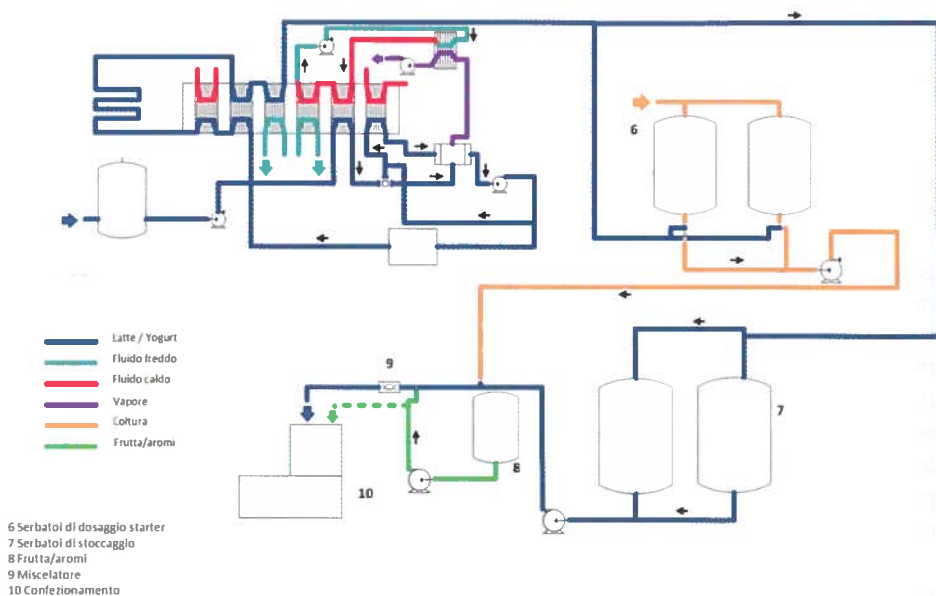 6
Latte / Yogurt
Fluido freddo
Fluido caldo
Vapore
Coltura
Frutta/aromi
9
7
8
10
6 Serbatoi di dosaggio starter
7 Serbatoi di stoccaggio
8 Frutta/aromi
9 Miscelatore
10 Confezionamento